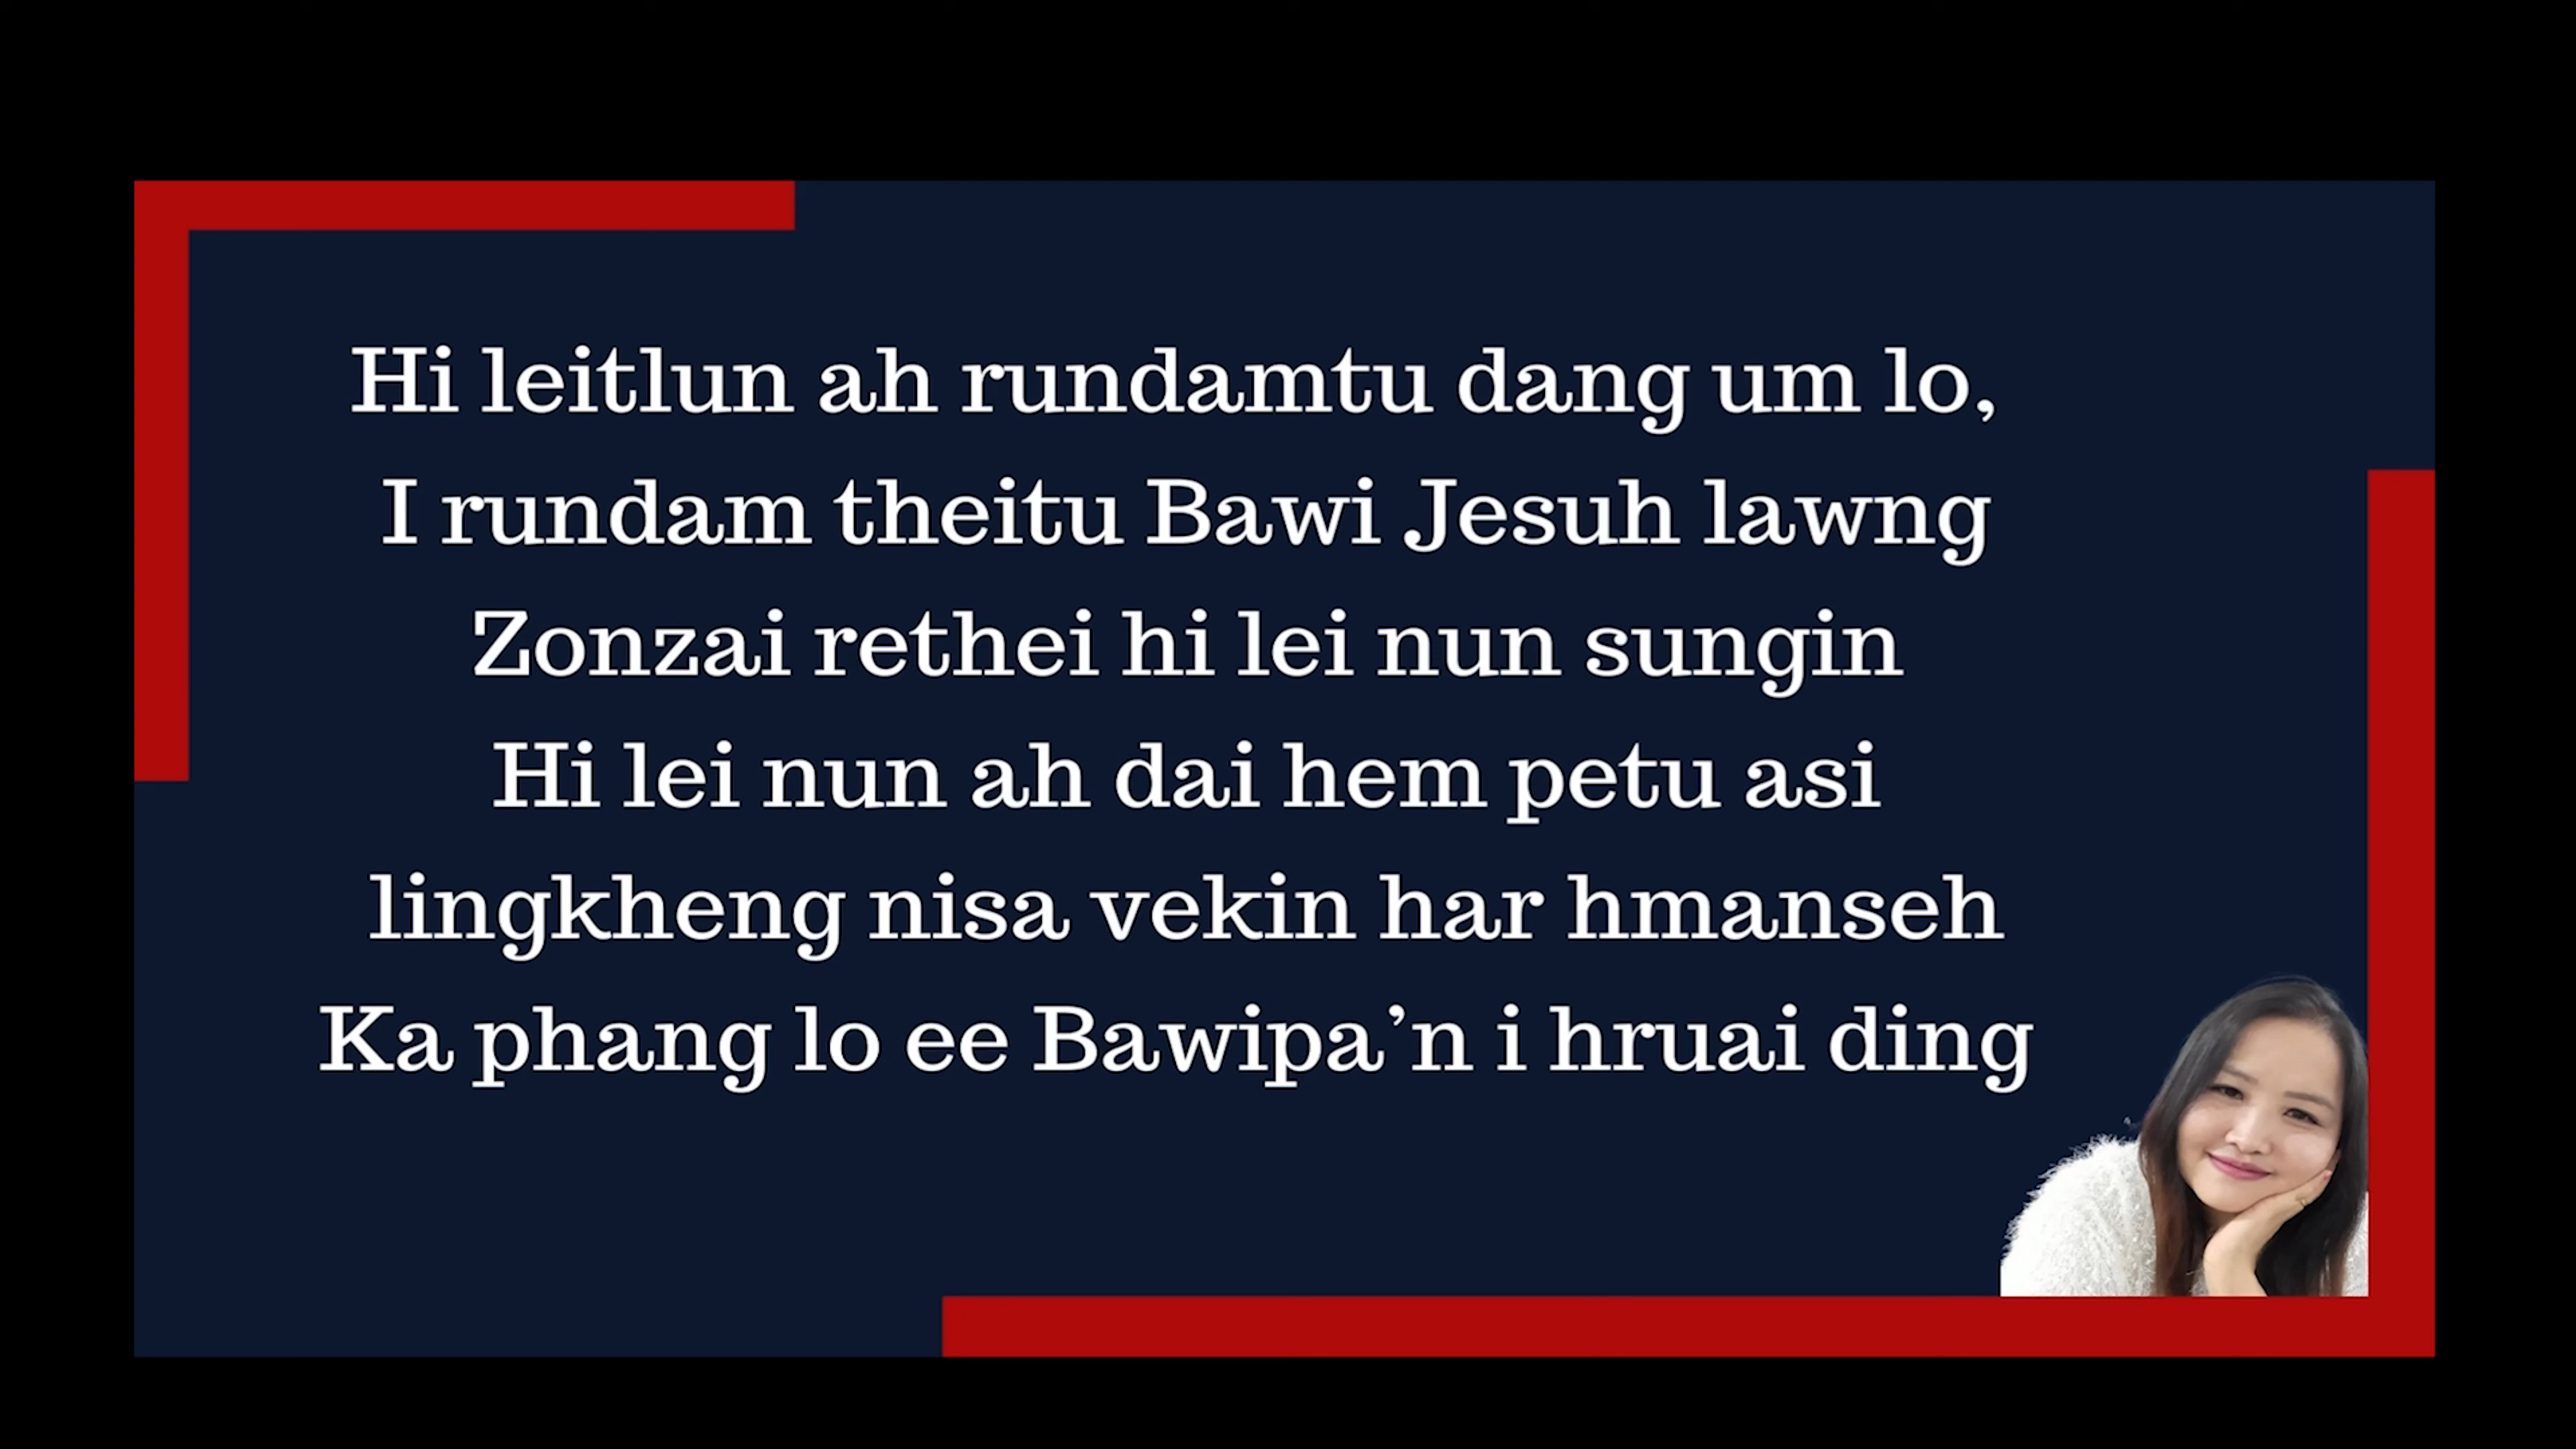 Hi leitlun ah rundamtu dang um lo,
I rundam theitu Bawi Jesuh lawng
Zonzai rethei hi lei nun sungin
Hi lei nun ah dai hem petu asi
lingkheng nisa vekin har hmanseh
Ka phang lo ee Bawipa’n i hruai ding